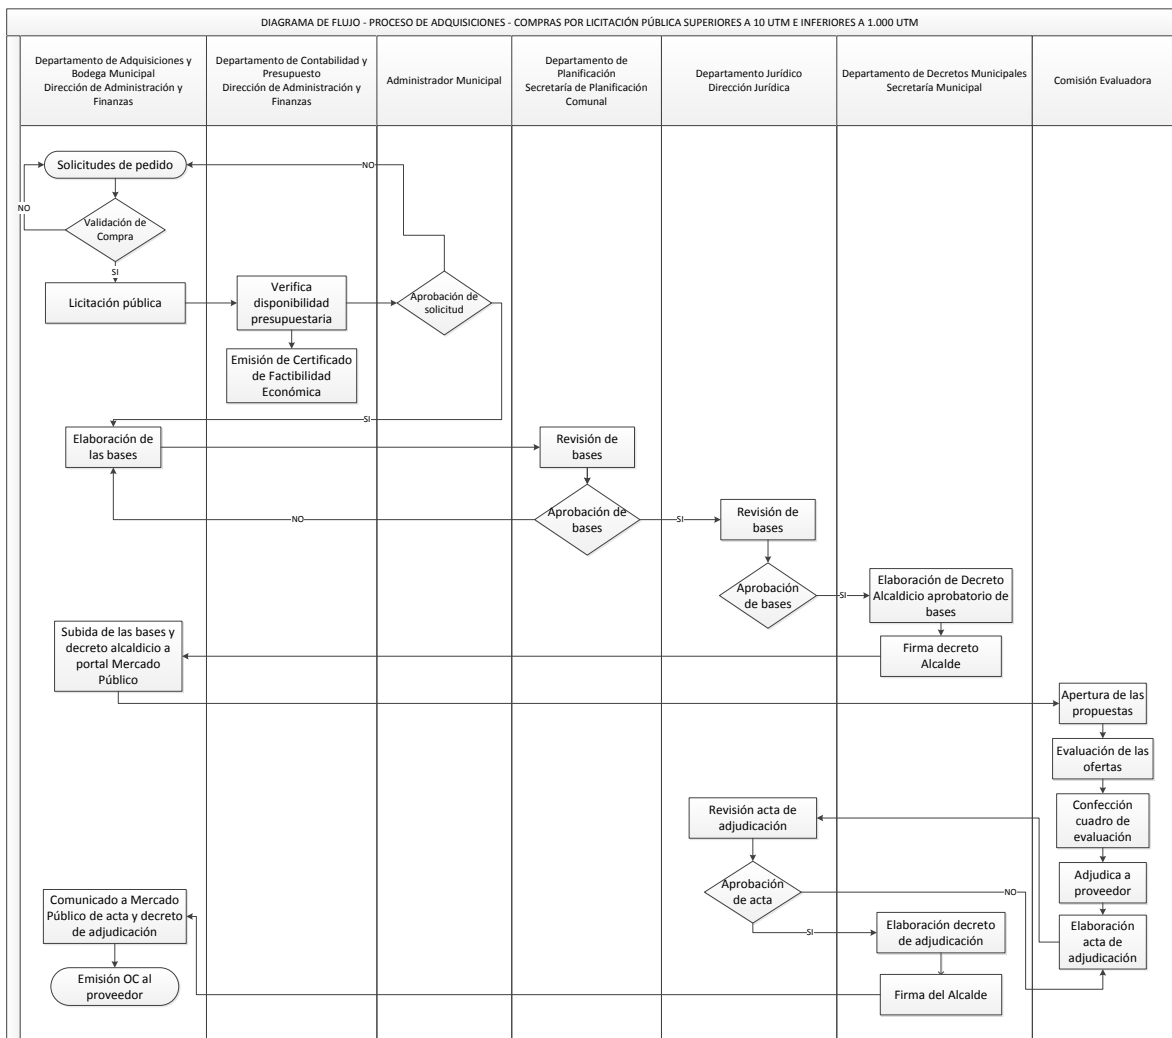 DIAGRAMA DE FLUJO - PROCESO DE ADQUISICIONES - COMPRAS POR LICITACIÓN PÚBLICA SUPERIORES A 10 UTM E INFERIORES A 1.000 UTM
Departamento de Adquisiciones y
Bodega Municipal
Dirección de Administración y
Finanzas
Departamento de Contabilidad y
Presupuesto
Dirección de Administración y
Finanzas
Administrador Municipal
Departamento de
Planificación
Secretaría de Planificación
Comunal
Departamento Jurídico
Dirección Jurídica
Departamento de Decretos Municipales
Secretaría Municipal
Comisión Evaluadora
Solicitudes de pedido
NO
NO
Validación de
Compra
SI
Licitación pública
Verifica
disponibilidad
presupuestaria
Aprobación de
solicitud
Emisión de Certificado
de Factibilidad
Económica
SI
Elaboración de
las bases
Revisión de
bases
Aprobación de
bases
NO
SI
Revisión de
bases
Aprobación
de bases
SI
Elaboración de Decreto
Alcaldicio aprobatorio de
bases
Firma decreto
Alcalde
Subida de las bases y
decreto alcaldicio a
portal Mercado
Público
Apertura de las
propuestas
Evaluación de las
ofertas
Confección
cuadro de
evaluación
Revisión acta de
adjudicación
Adjudica a
proveedor
Aprobación
de acta
NO
SI
Elaboración
acta de
adjudicación
Elaboración decreto
de adjudicación
Firma del Alcalde
Comunicado a Mercado
Público de acta y decreto
de adjudicación
Emisión OC al
proveedor